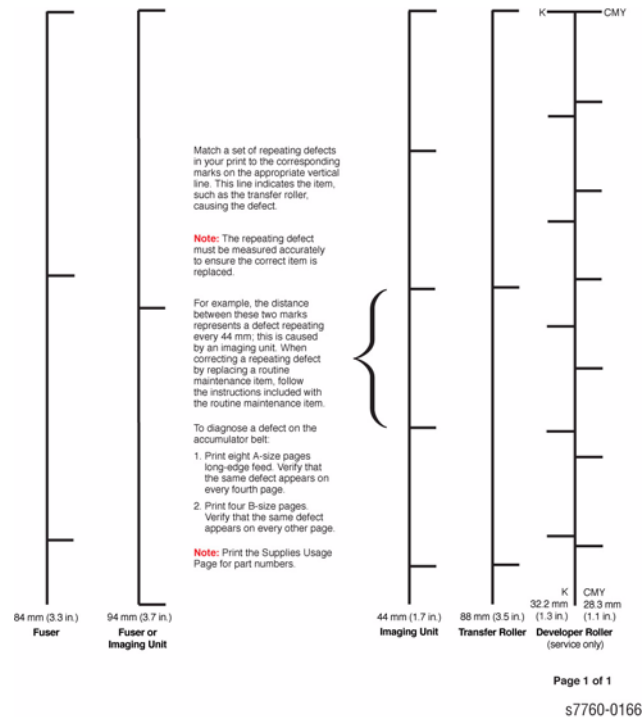 K
CMY
Match a set of repeating defects
in your print to the corresponding
marks on the appropriate vertical
line. This line indicates the item,
such as the transfer roller,
causing the defect.
Note: The repeating defect
must be measured accurately
to ensure the correct item is
replaced.
For example, the distance
between these two marks
represents a defect repeating
every 44 mm; this is caused
by an imaging unit. When
correcting a repeating defect
by replacing a routine
maintenance item, follow
the instructions included with
the routine maintenance item.
To diagnose a defect on the
accumulator belt:
1. Print eight A-size pages
long-edge feed. Verify that
the same defect appears on
every fourth page.
2. Print four B-size pages.
Verify that the same defect
appears on every other page.
Note: Print the Supplies Usage
Page for part numbers.
84 mm (3.3 in.)
Fuser
94 mm (3.7 in.)
Fuser or
Imaging Unit
44 mm (1.7 in.)
Imaging Unit
88 mm (3.5 in.)
Transfer Roller
K
32.2 mm
(1.3 in.)
CMY
28.3 mm
(1.1 in.)
Developer Roller
(service only)
Page 1 of 1
s7760-0166